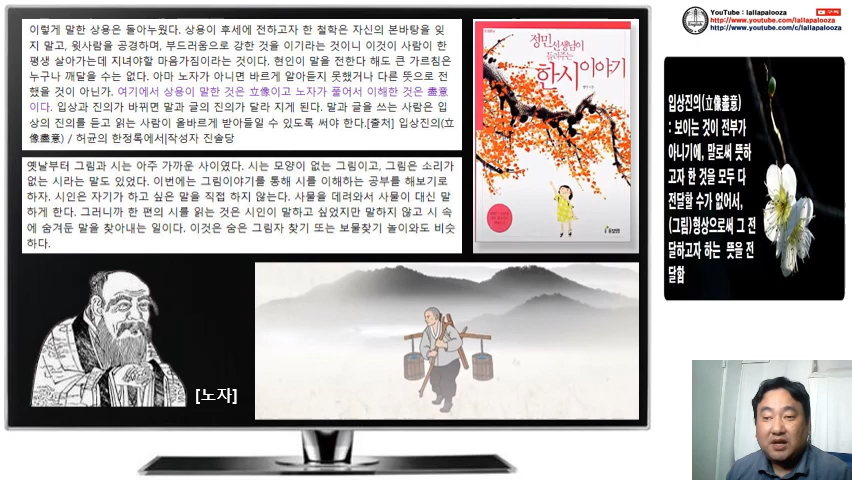 이렇게 말한 상용은 돌아누웠다. 상용이 후세에 전하고자 한 철학은 자신의 본바탕을 잊
지 말고, 윗사람을 공경하며, 부드러움으로 강한 것을 이기라는 것이니 이것이 사람이 한
평생 살아가는데 지녀야할 마음가짐이라는 것이다. 현인이 말을 전한다 해도 큰 가르침은
누구나 깨달을 수는 없다. 아마 노자가 아니면 바르게 알아듣지 못했거나 다른 뜻으로 전
했을 것이 아닌가. 여기에서 상용이 말한 것은 立像이고 노자가 풀어서 이해한 것은 盡意
이다. 입상과 진의가 바뀌면 말과 글의 진의가 달라 지게 된다. 말과 글을 쓰는 사람은 입
상의 진의를 듣고 읽는 사람이 올바르게 받아들일 수 있도록 써야 한다.[출처] 입상진의(立
像盡意) / 허균의 한정록에서|작성자 진솔당
옛날부터 그림과 시는 아주 가까운 사이였다. 시는 모양이 없는 그림이고, 그림은 소리가
없는 시라는 말도 있었다. 이번에는 그림이야기를 통해 시를 이해하는 공부를 해보기로
하자. 시인은 자기가 하고 싶은 말을 직접 하지 않는다. 사물을 데려와서 사물이 대신 말
하게 한다. 그러니까 한 편의 시를 읽는 것은 시인이 말하고 싶었지만 말하지 않고 시 속
에 숨겨둔 말을 찾아내는 일이다. 이것은 숨은 그림자 찾기 또는 보물찾기 놀이와도 비슷
하다.
정민 선생님이
들려주는
한시 이야기
[노자]
YouTube : lallapalooza
구독
http://www.youtube.com/lallapalooza
http://www.youtube.com/c/lallapalooza
입상진의(立像盡意)
: 보이는 것이 전부가
아니기에, 말로써 뜻하
고자 한 것을 모두 다
전달할 수가 없어서,
(그림)형상으로써 그 전
달하고자 하는 뜻을 전
달함